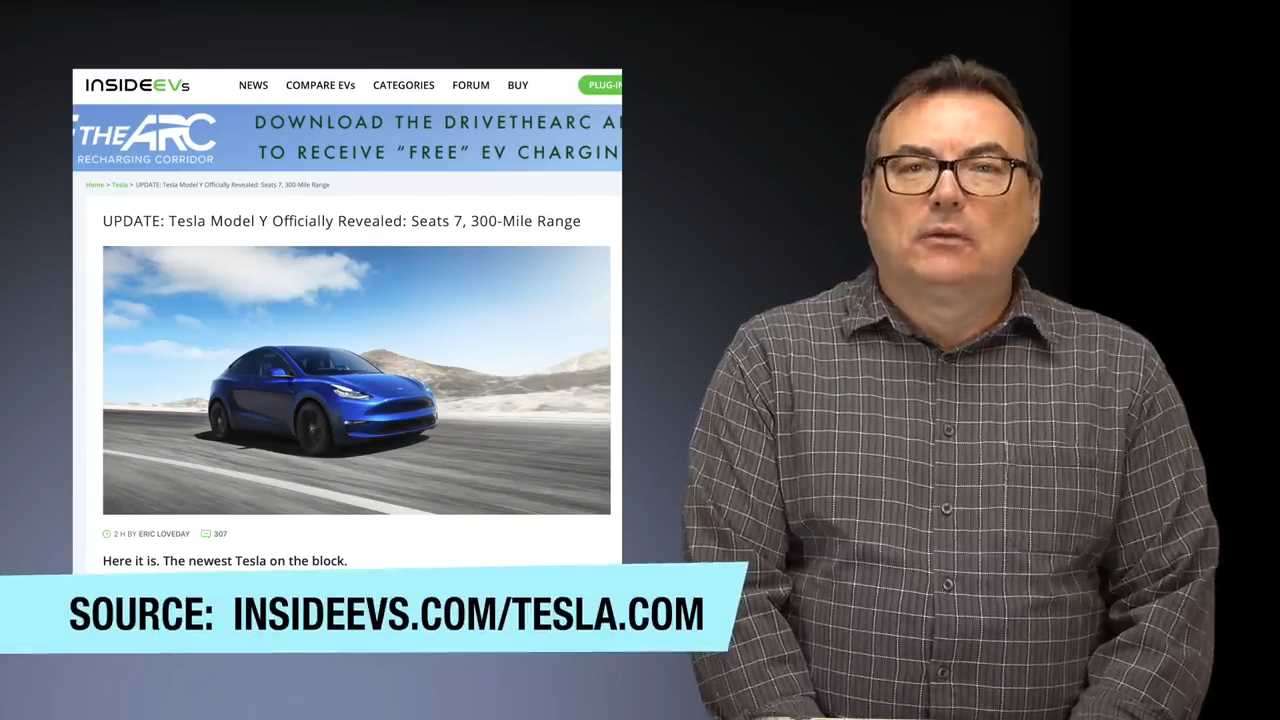 INSIDEEVs NEWS COMPARE EVs CATEGORIES FORUM BUY PLUG-IN
THE ARC DOWNLOAD THE DRIVETHEARC
RECHARGING CORRIDOR TO RECEIVE “FREE” EV CHARGIN
Home > Tesla > UPDATE: Tesla Model Y Officially Revealed: Seats 7, 300-Mile Range
UPDATE: Tesla Model Y Officially Revealed: Seats 7, 300-Mile Range
2 H BY ERIC LOVEDAY 307
Here it is. The newest Tesla on the block.
SOURCE: INSIDEEVS.COM/TESLA.COM